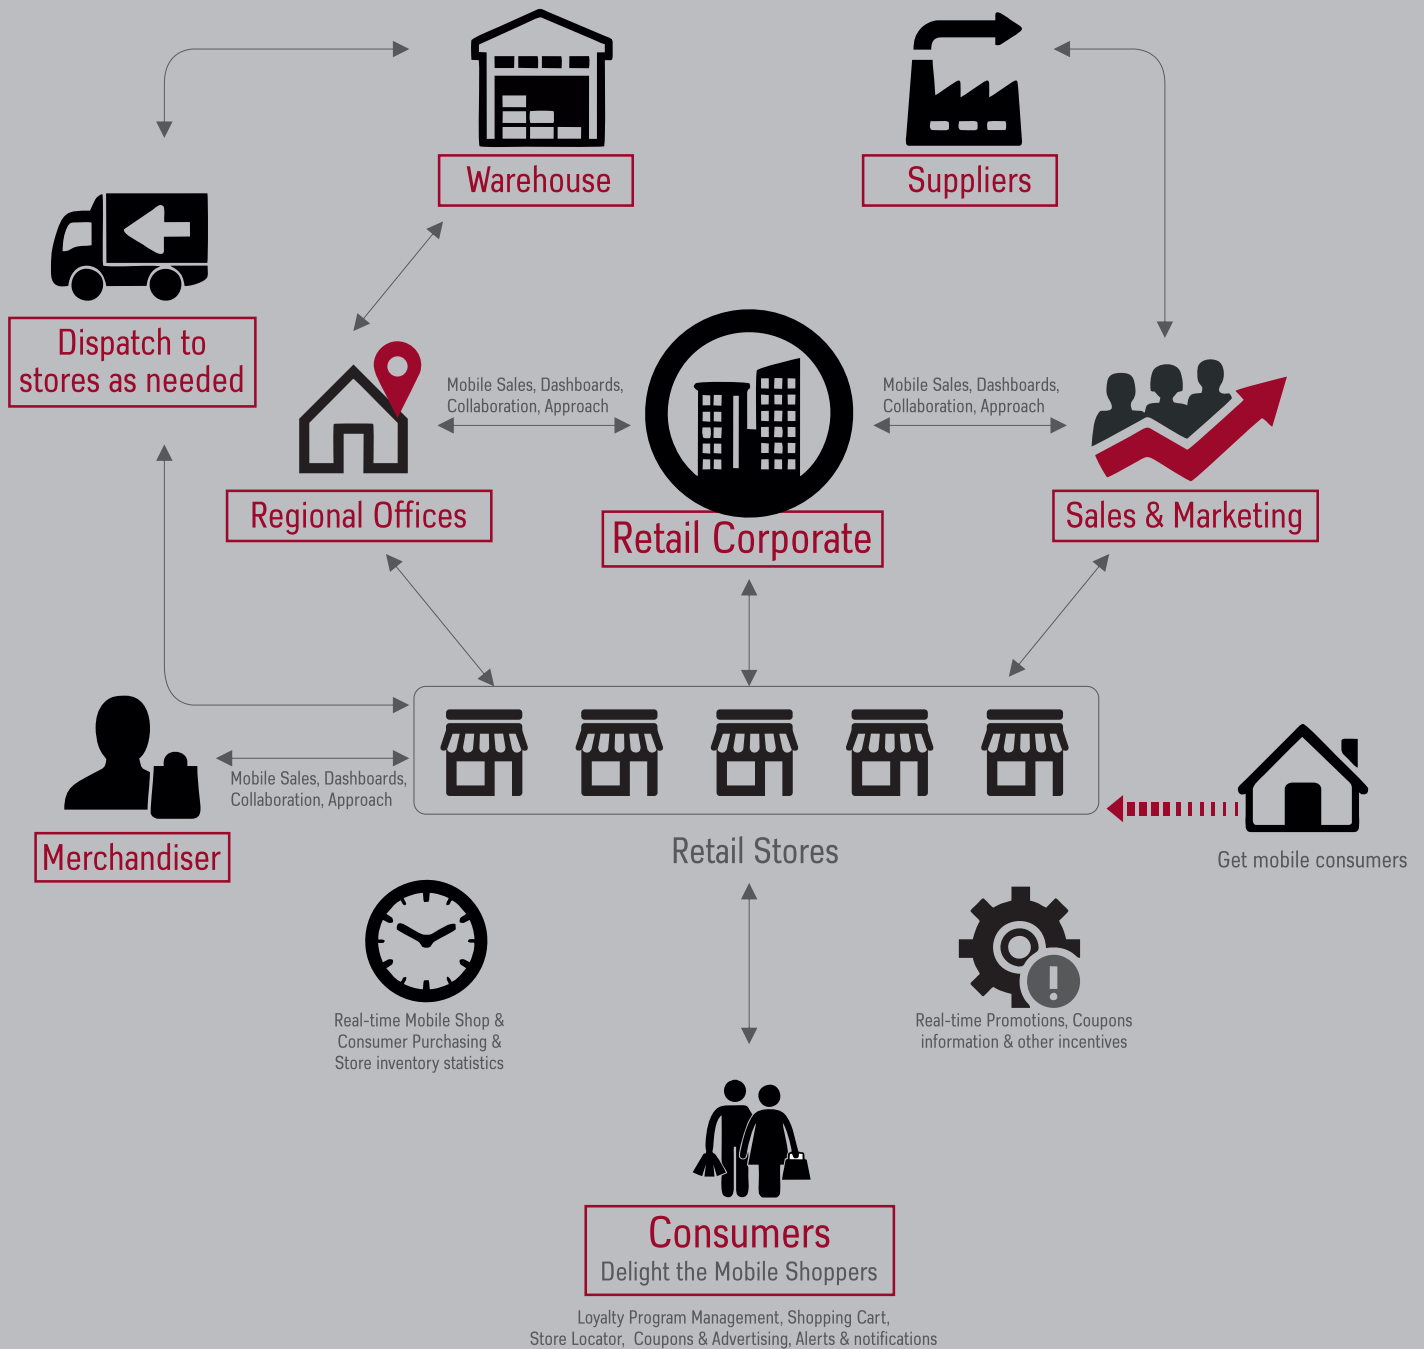 Warehouse
Suppliers
Dispatch to
stores as needed
Mobile Sales, Dashboards,
Collaboration, Approach
Mobile Sales, Dashboards,
Collaboration, Approach
Regional Offices
Retail Corporate
Sales & Marketing
Mobile Sales, Dashboards,
Collaboration, Approach
Merchandiser
Retail Stores
Get mobile consumers
Real-time Mobile Shop &
Consumer Purchasing &
Store inventory statistics
!
Real-time Promotions, Coupons
information & other incentives
Consumers
Delight the Mobile Shoppers
Loyalty Program Management, Shopping Cart,
Store Locator, Coupons & Advertising, Alerts & notifications